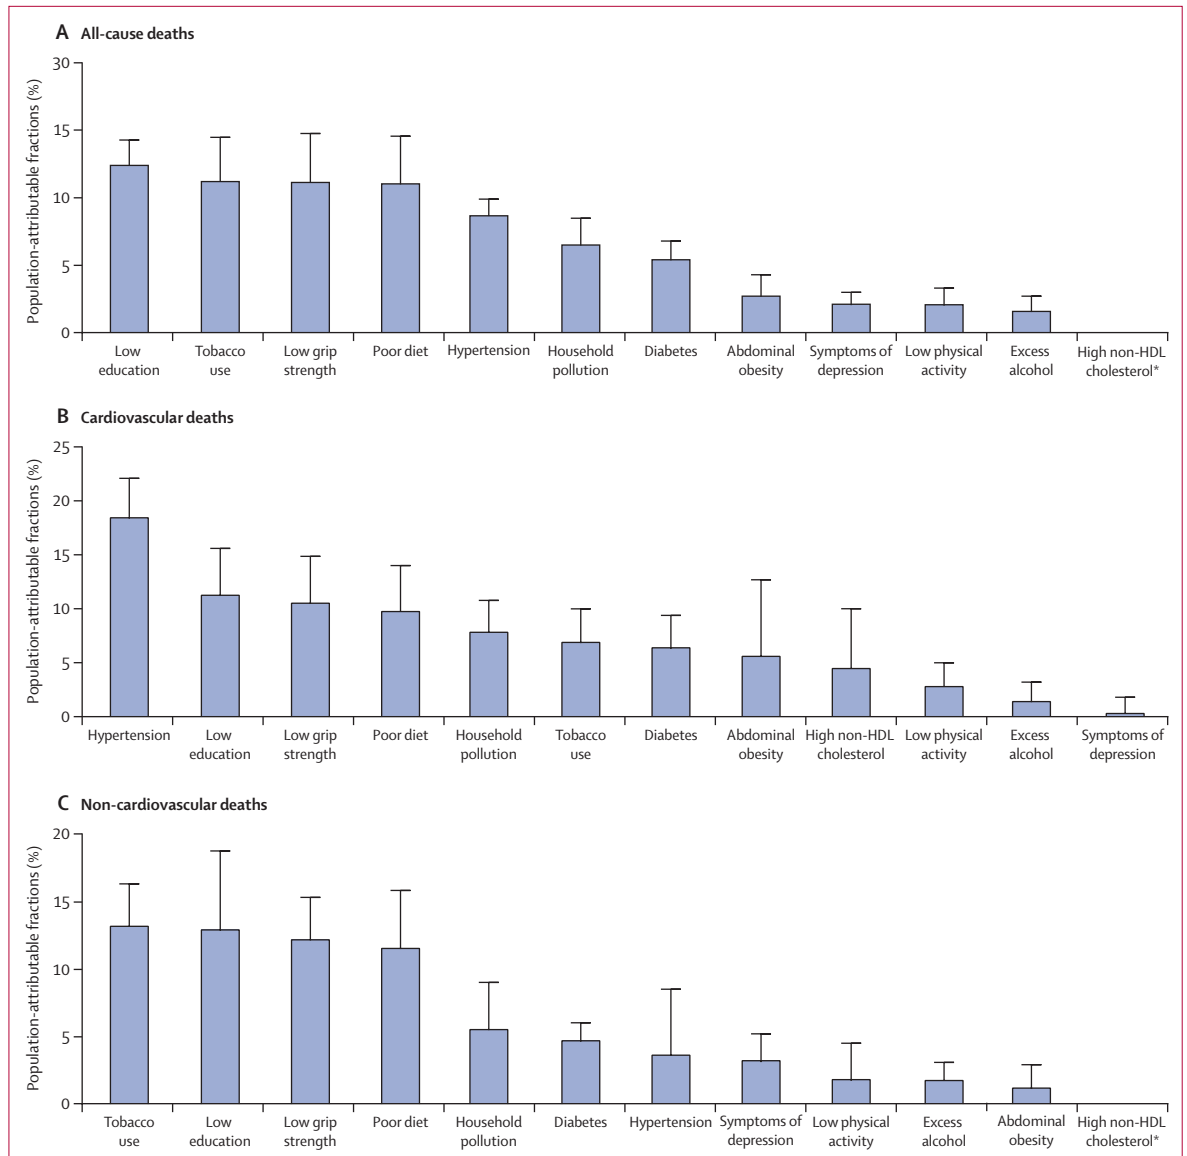 A All-cause deaths
Population-attributable fractions (%)
30
15
10
5
0
Low education
Tobacco use
Low grip strength
Poor diet
Hypertension
Household pollution
Diabetes
Abdominal obesity
Symptoms of depression
Low physical activity
Excess alcohol
High non-HDL cholesterol*
B Cardiovascular deaths
Population-attributable fractions (%)
25
20
15
10
5
0
Hypertension
Low education
Low grip strength
Poor diet
Household pollution
Tobacco use
Diabetes
Abdominal obesity
High non-HDL cholesterol
Low physical activity
Excess alcohol
Symptoms of depression
C Non-cardiovascular deaths
Population-attributable fractions (%)
20
15
10
5
0
Tobacco use
Low education
Low grip strength
Poor diet
Household pollution
Diabetes
Hypertension
Symptoms of depression
Low physical activity
Excess alcohol
Abdominal obesity
High non-HDL cholesterol*